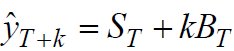 ŷ_{T+k} = S_T + kB_T